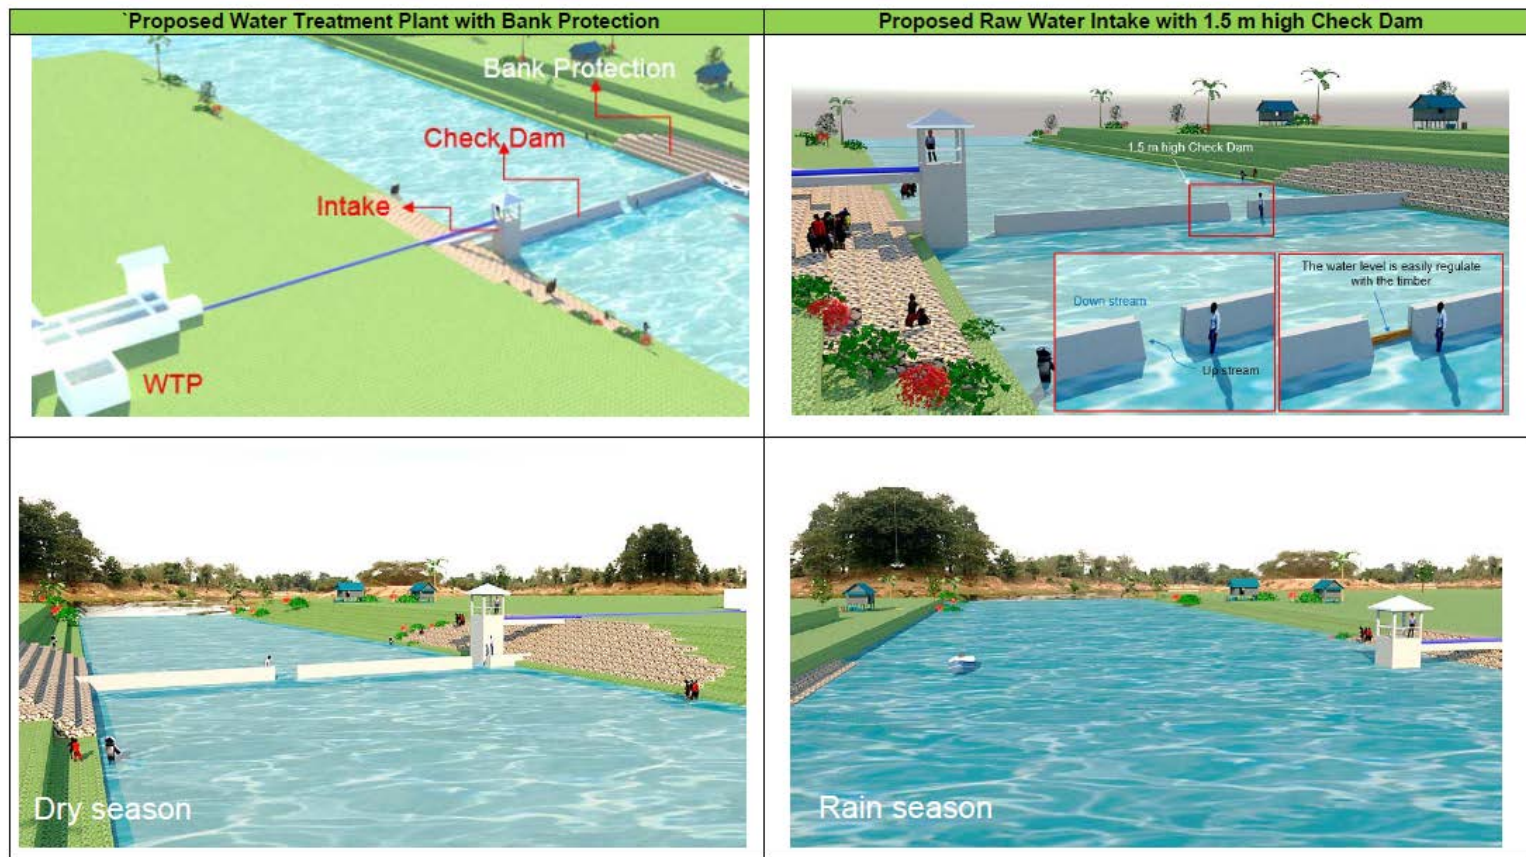 `Proposed Water Treatment Plant with Bank Protection
Proposed Raw Water Intake with 1.5 m high Check Dam
Bank Protection
Check Dam
Intake
WTP
1.5 m high Check Dam
Down stream
Up stream
The water level is easily regulate
with the timber
Dry season
Rain season